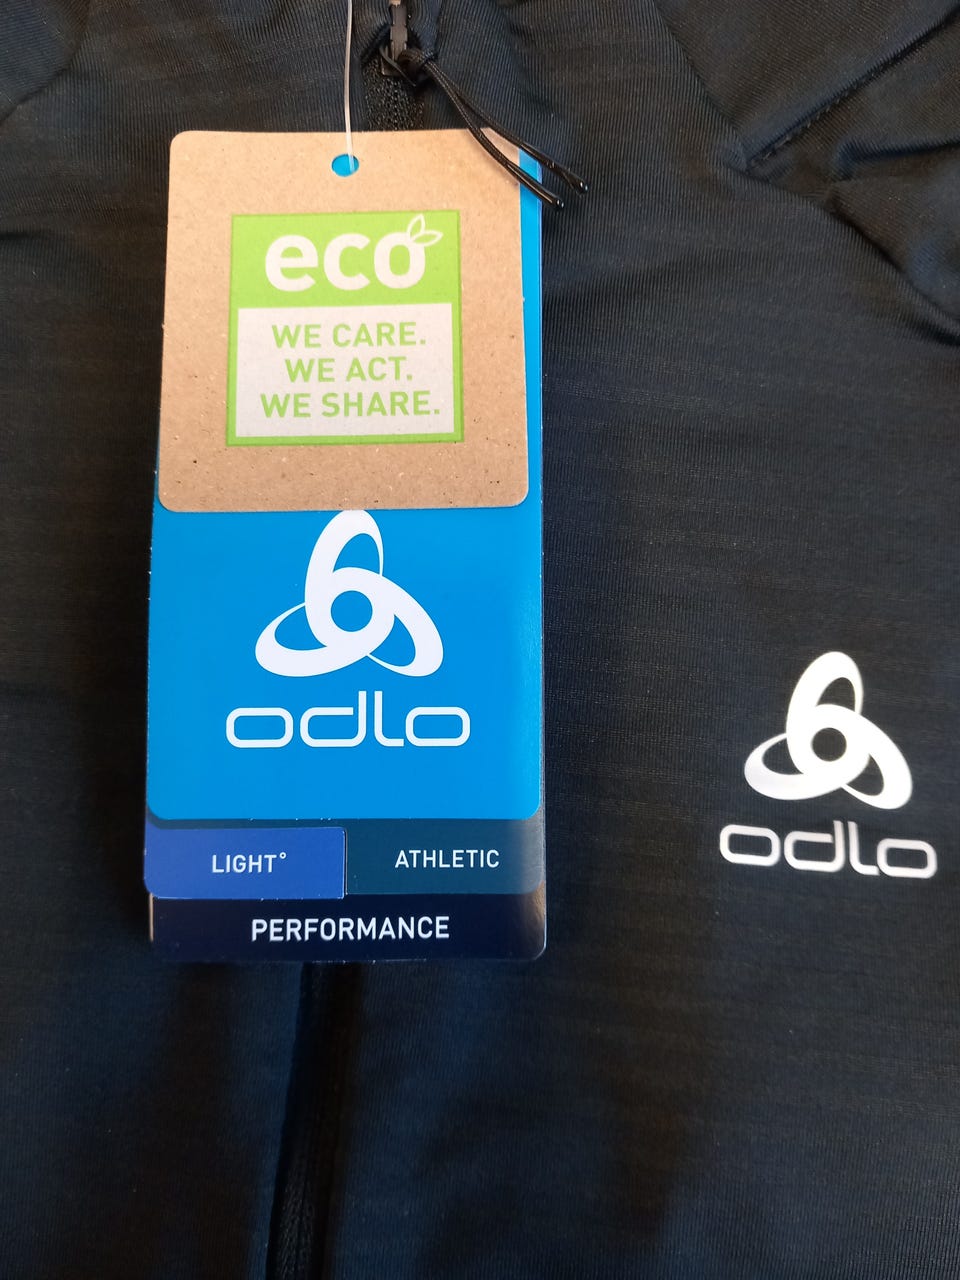 eco
WE CARE.
WE ACT.
WE SHARE.
odlo
LIGHT°
ATHLETIC
PERFORMANCE
odlo